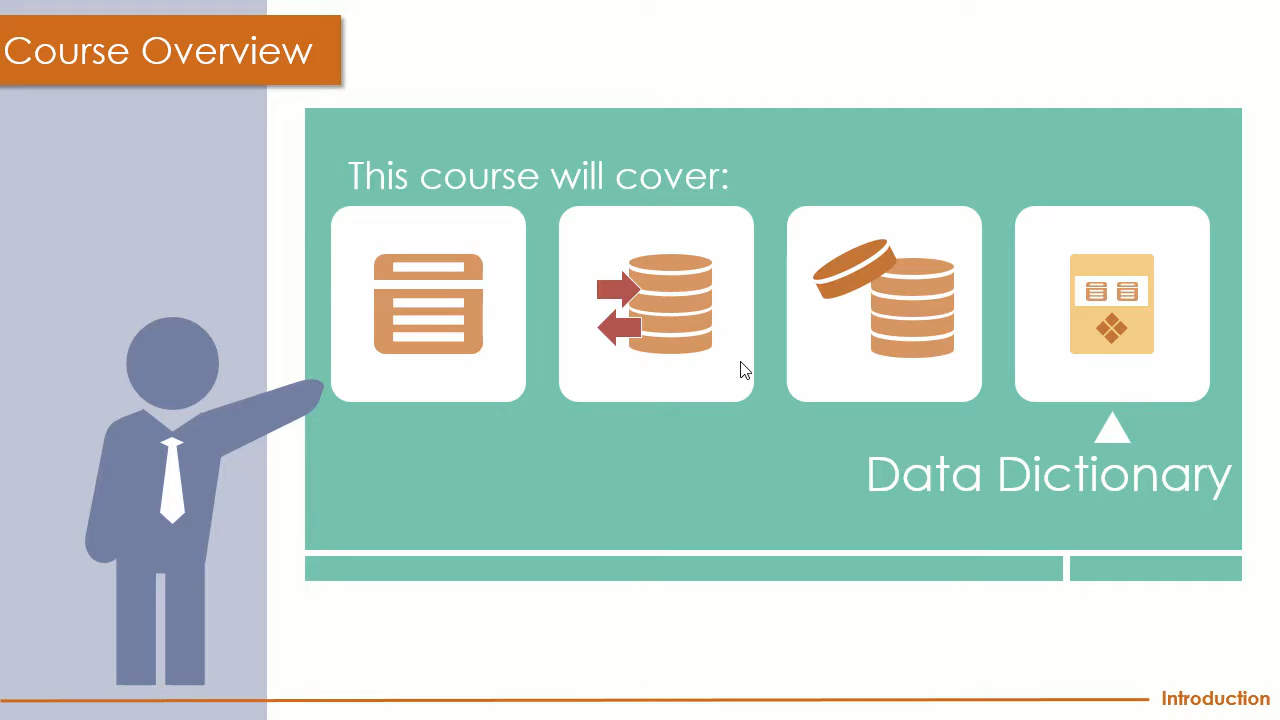 Course Overview
This course will cover:
Data Dictionary
Introduction